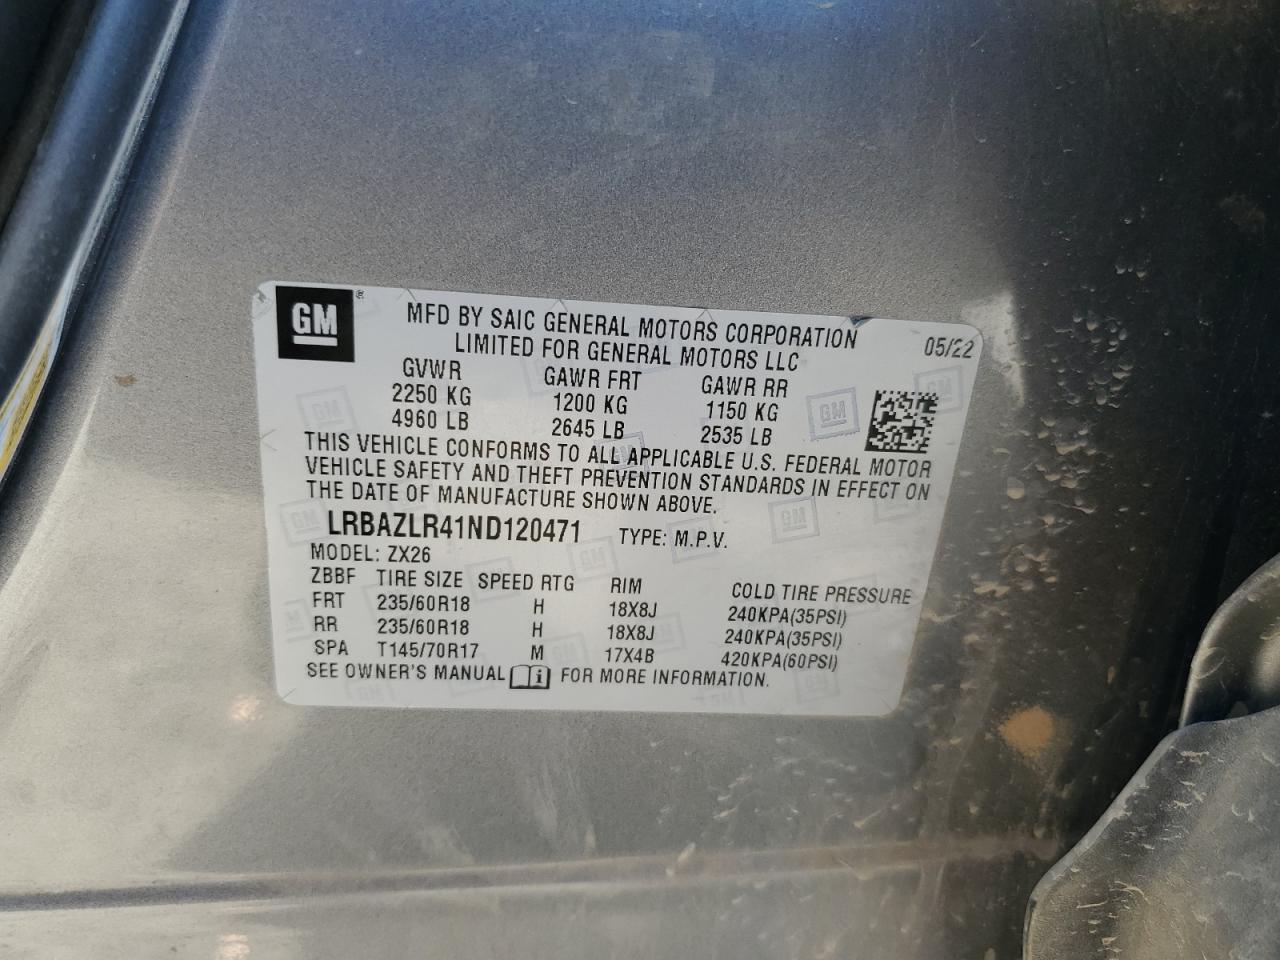 GM®
MFD BY SAIC GENERAL MOTORS CORPORATION
LIMITED FOR GENERAL MOTORS LLC
05/22
GVWR GAWR FRT GAWR RR
2250 KG 1200 KG 1150 KG
4960 LB 2645 LB 2535 LB
THIS VEHICLE CONFORMS TO ALL APPLICABLE U.S. FEDERAL MOTOR
VEHICLE SAFETY AND THEFT PREVENTION STANDARDS IN EFFECT ON
THE DATE OF MANUFACTURE SHOWN ABOVE.
LRBAZLR41ND120471 TYPE: M.P.V.
MODEL: ZX26
ZBBF TIRE SIZE SPEED RTG RIM COLD TIRE PRESSURE
FRT 235/60R18 H 18X8J 240KPA(35PSI)
RR 235/60R18 H 18X8J 240KPA(35PSI)
SPA T145/70R17 M 17X4B 420KPA(60PSI)
SEE OWNER'S MANUAL i FOR MORE INFORMATION.